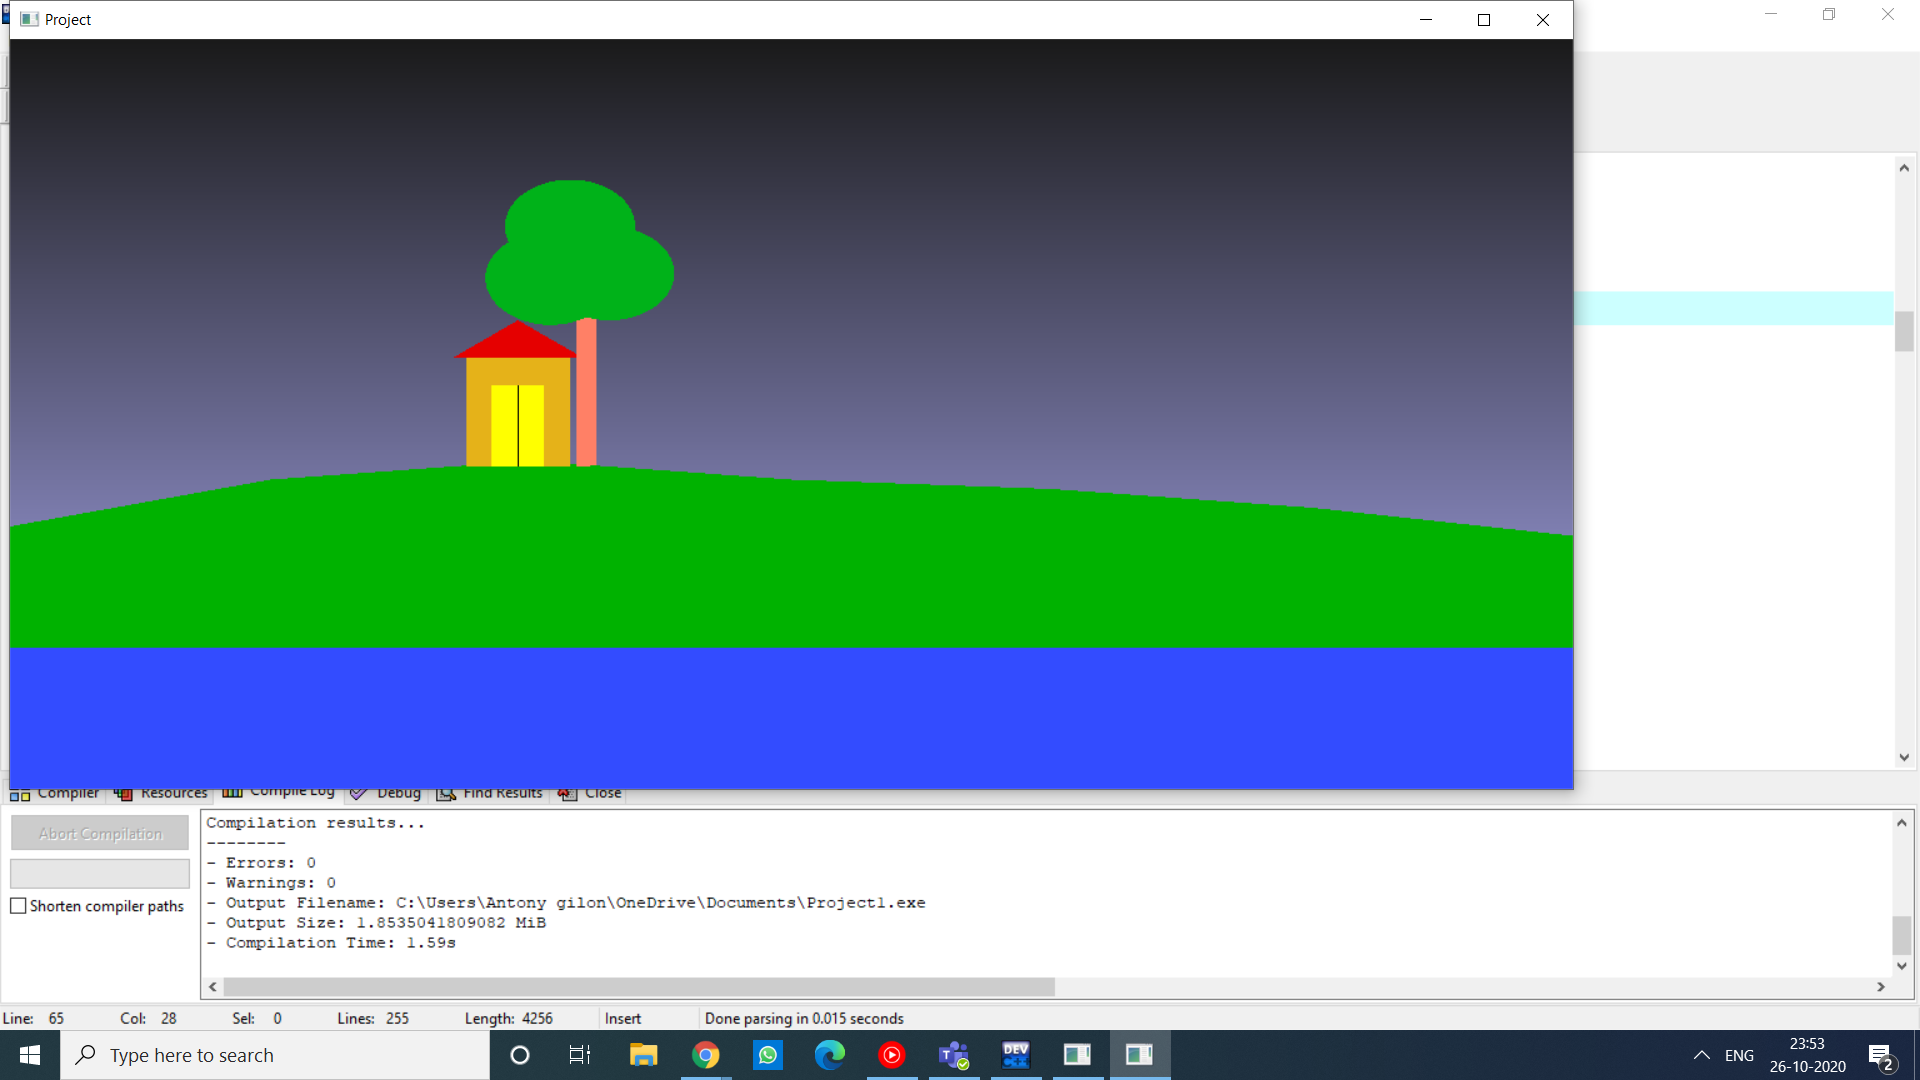 Project
Compiler Resources Compile Log Debug Find Results Close
Abort Compilation
Shorten compiler paths
Compilation results...
--------
- Errors: 0
- Warnings: 0
- Output Filename: C:\Users\Antony gilon\OneDrive\Documents\Project1.exe
- Output Size: 1.8535041809082 MiB
- Compilation Time: 1.59s
Line: 65 Col: 28 Sel: 0 Lines: 255 Length: 4256 Insert Done parsing in 0.015 seconds
Type here to search
DEV
C++
ENG
23:53
26-10-2020
2